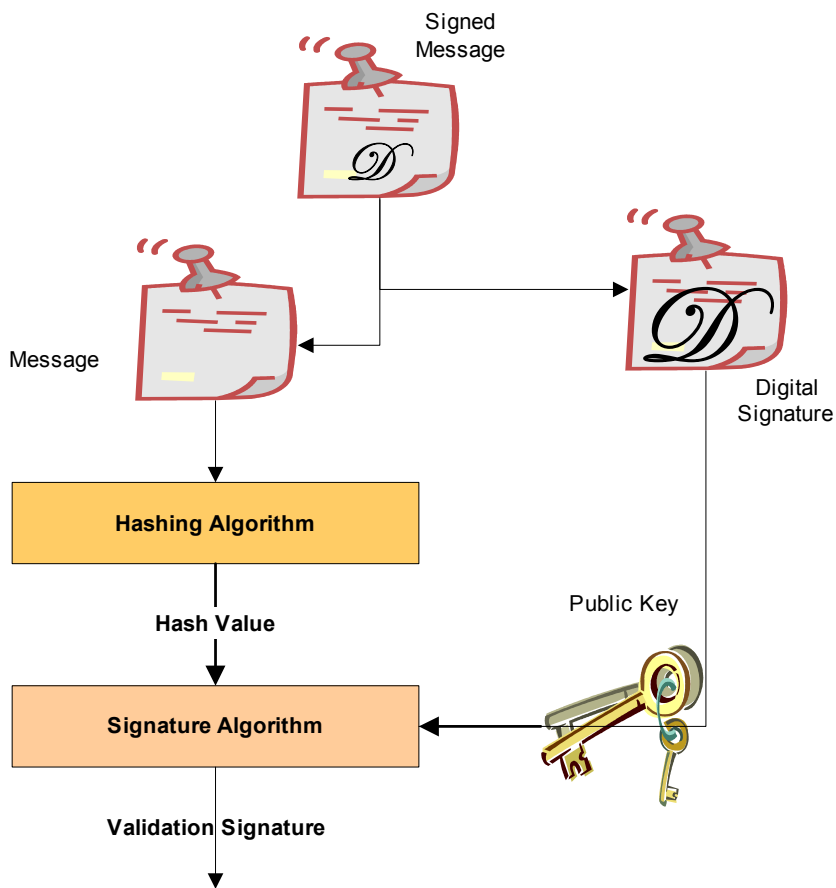 Signed
Message
D
Message
D
Digital
Signature
Hashing Algorithm
Public Key
Hash Value
Signature Algorithm
Validation Signature